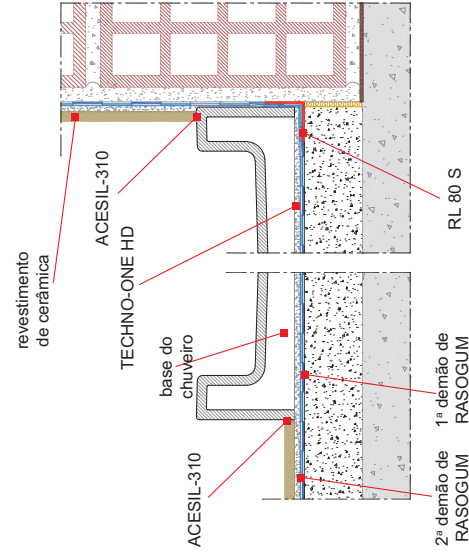 revestimento
de cerâmica
ACESIL-310
TECHNO-ONE HD
base do
chuveiro
ACESIL-310
2ª demão de
RASOGUM
1ª demão de
RASOGUM
RL 80 S